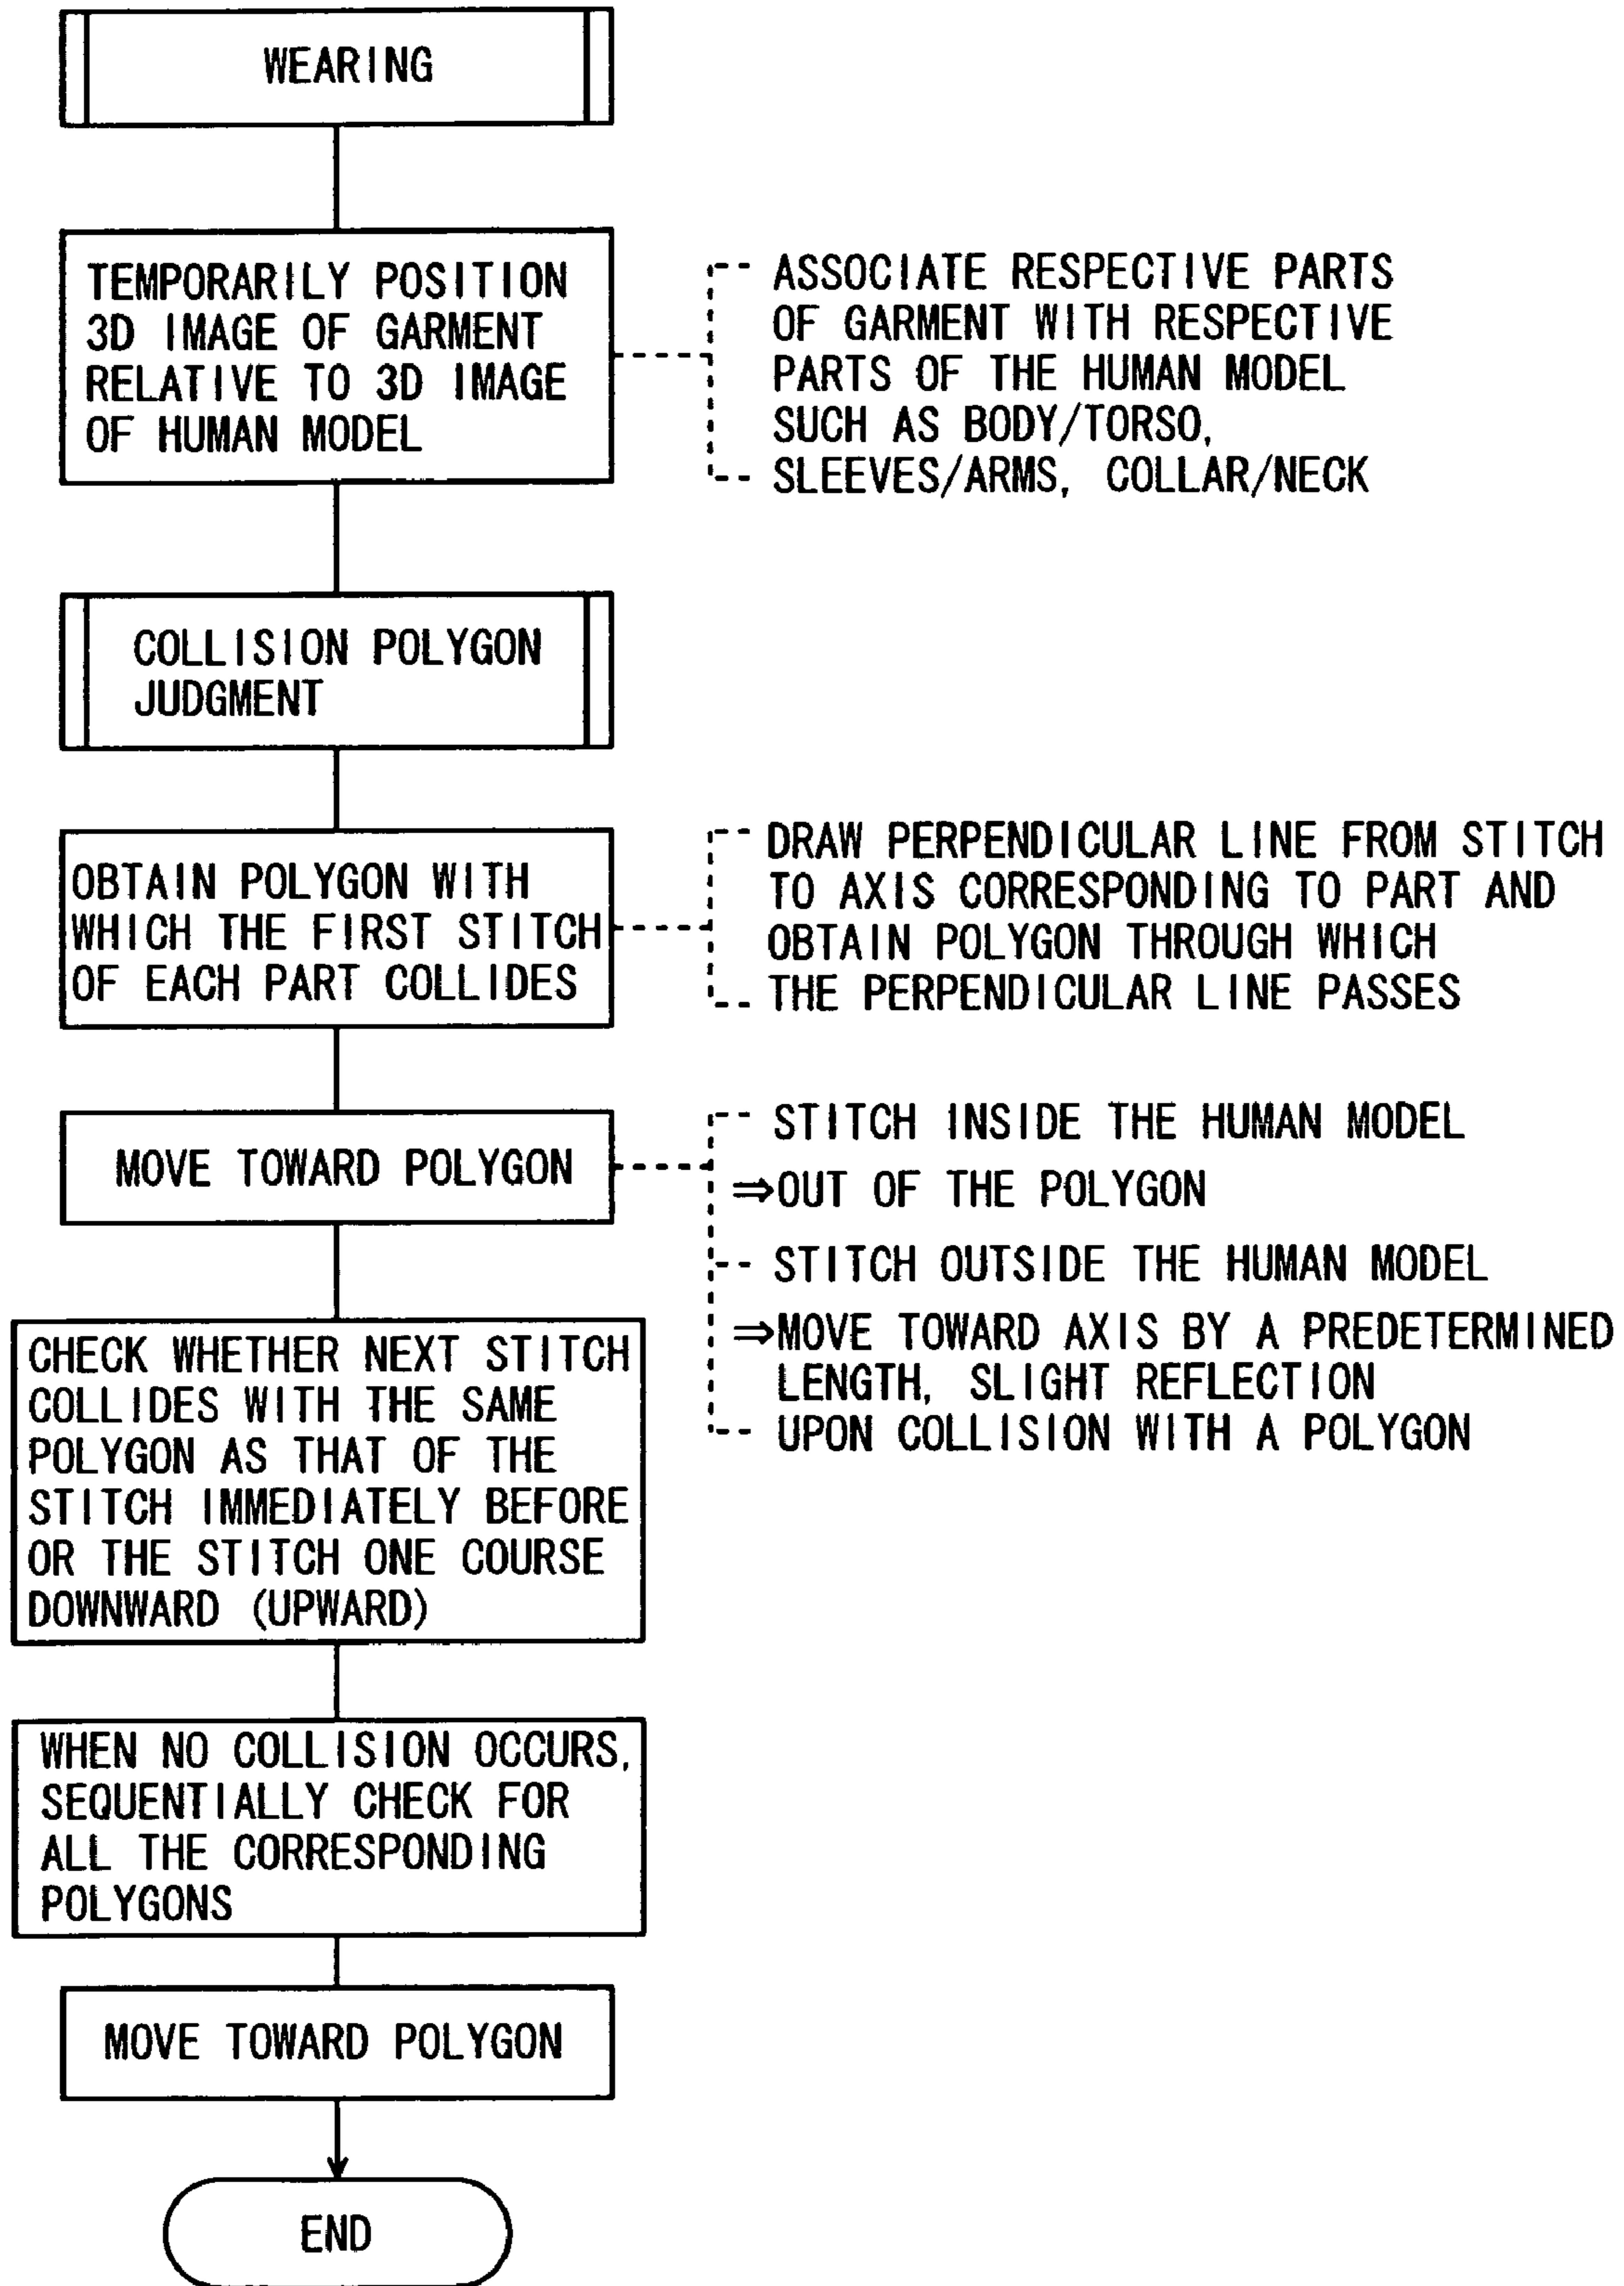 WEARING
TEMPORARILY POSITION
3D IMAGE OF GARMENT
RELATIVE TO 3D IMAGE
OF HUMAN MODEL
ASSOCIATE RESPECTIVE PARTS
OF GARMENT WITH RESPECTIVE
PARTS OF THE HUMAN MODEL
SUCH AS BODY/TORSO,
SLEEVES/ARMS, COLLAR/NECK
COLLISION POLYGON
JUDGMENT
OBTAIN POLYGON WITH
WHICH THE FIRST STITCH
OF EACH PART COLLIDES
DRAW PERPENDICULAR LINE FROM STITCH
TO AXIS CORRESPONDING TO PART AND
OBTAIN POLYGON THROUGH WHICH
THE PERPENDICULAR LINE PASSES
MOVE TOWARD POLYGON
STITCH INSIDE THE HUMAN MODEL
⇒OUT OF THE POLYGON
STITCH OUTSIDE THE HUMAN MODEL
⇒MOVE TOWARD AXIS BY A PREDETERMINED
LENGTH, SLIGHT REFLECTION
UPON COLLISION WITH A POLYGON
CHECK WHETHER NEXT STITCH
COLLIDES WITH THE SAME
POLYGON AS THAT OF THE
STITCH IMMEDIATELY BEFORE
OR THE STITCH ONE COURSE
DOWNWARD (UPWARD)
WHEN NO COLLISION OCCURS,
SEQUENTIALLY CHECK FOR
ALL THE CORRESPONDING
POLYGONS
MOVE TOWARD POLYGON
END